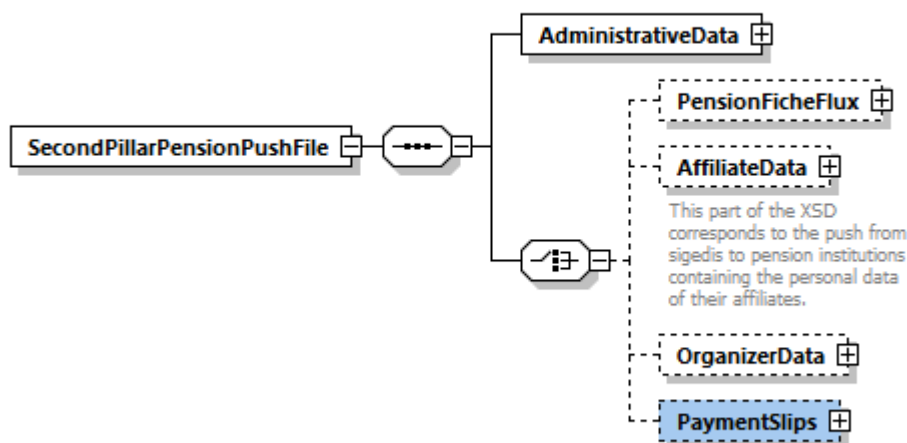 AdministrativeData
PensionFicheFlux
SecondPillarPensionPushFile
AffiliateData
This part of the XSD
corresponds to the push from
sigedis to pension institutions
containing the personal data
of their affiliates.
OrganizerData
PaymentSlips